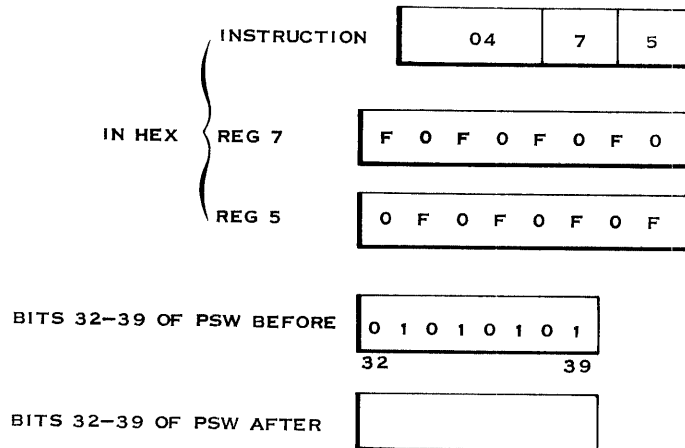 INSTRUCTION 04 7 5
IN HEX
REG 7 F 0 F 0 F 0 F 0
REG 5 0 F 0 F 0 F 0 F
BITS 32-39 OF PSW BEFORE 0 1 0 1 0 1 0 1
32 39
BITS 32-39 OF PSW AFTER